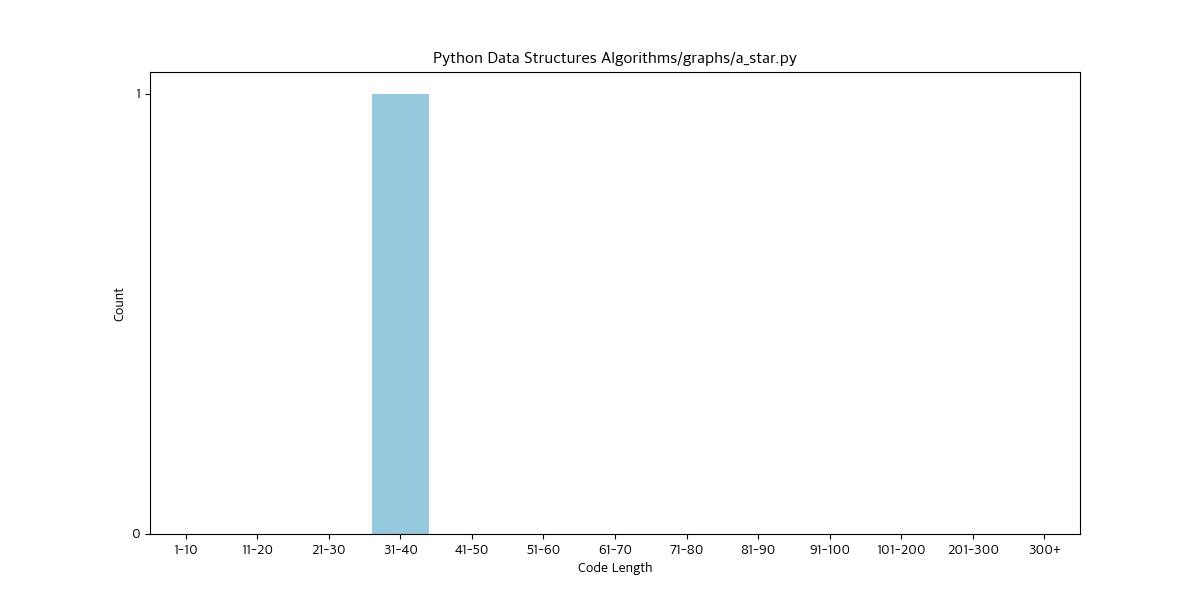 Python Data Structures Algorithms/graphs/a_star.py
1
Count
0
1-10 11-20 21-30 31-40 41-50 51-60 61-70 71-80 81-90 91-100 101-200 201-300 300+
Code Length